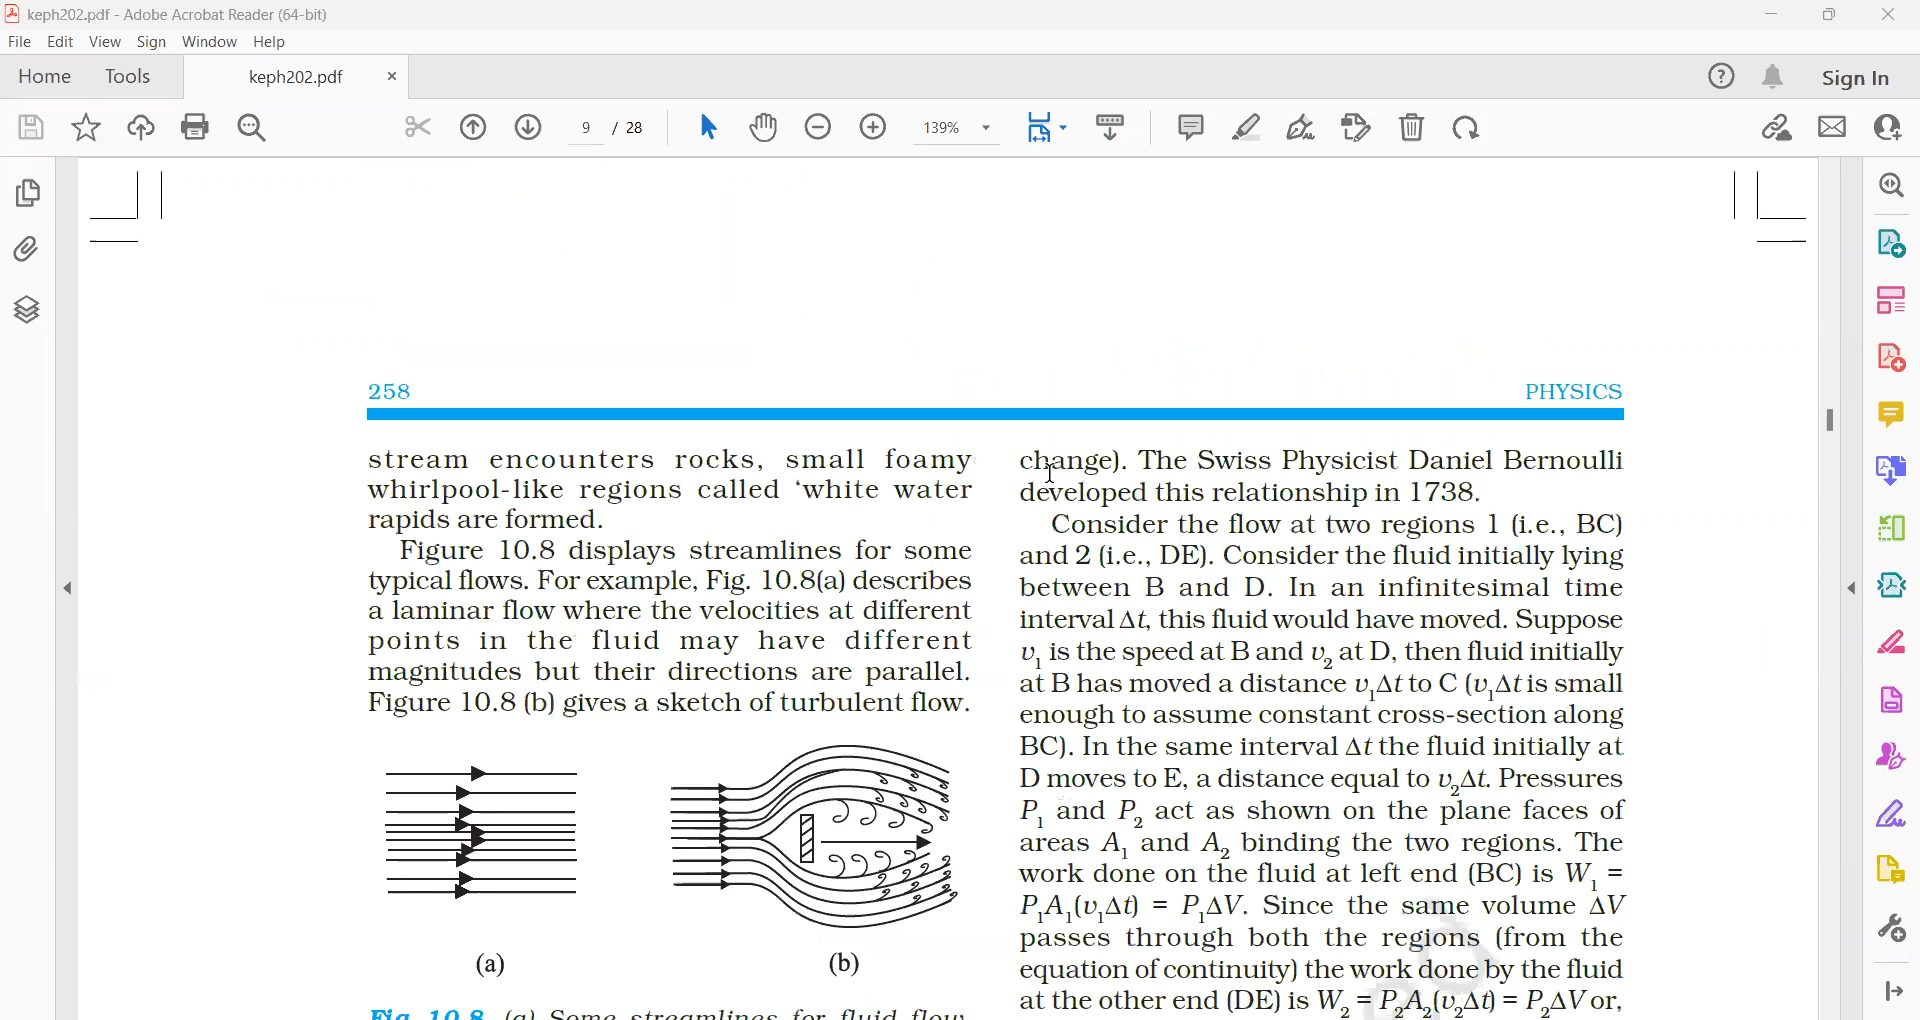 keph202.pdf - Adobe Acrobat Reader (64-bit)
File Edit View Sign Window Help
Home Tools keph202.pdf × Sign In
9 / 28 139%
258 PHYSICS
stream encounters rocks, small foamy
whirlpool-like regions called ‘white water
rapids are formed.
Figure 10.8 displays streamlines for some
typical flows. For example, Fig. 10.8(a) describes
a laminar flow where the velocities at different
points in the fluid may have different
magnitudes but their directions are parallel.
Figure 10.8 (b) gives a sketch of turbulent flow.
(a) (b)
Fig. 10.8 (a) Some streamlines for fluid flow.
change). The Swiss Physicist Daniel Bernoulli
developed this relationship in 1738.
Consider the flow at two regions 1 (i.e., BC)
and 2 (i.e., DE). Consider the fluid initially lying
between B and D. In an infinitesimal time
interval Δt, this fluid would have moved. Suppose
v₁ is the speed at B and v₂ at D, then fluid initially
at B has moved a distance v₁Δt to C (v₁Δt is small
enough to assume constant cross-section along
BC). In the same interval Δt the fluid initially at
D moves to E, a distance equal to v₂Δt. Pressures
P₁ and P₂ act as shown on the plane faces of
areas A₁ and A₂ binding the two regions. The
work done on the fluid at left end (BC) is W₁ =
P₁A₁(v₁Δt) = P₁ΔV. Since the same volume ΔV
passes through both the regions (from the
equation of continuity) the work done by the fluid
at the other end (DE) is W₂ = P₂A₂(v₂Δt) = P₂ΔV or,